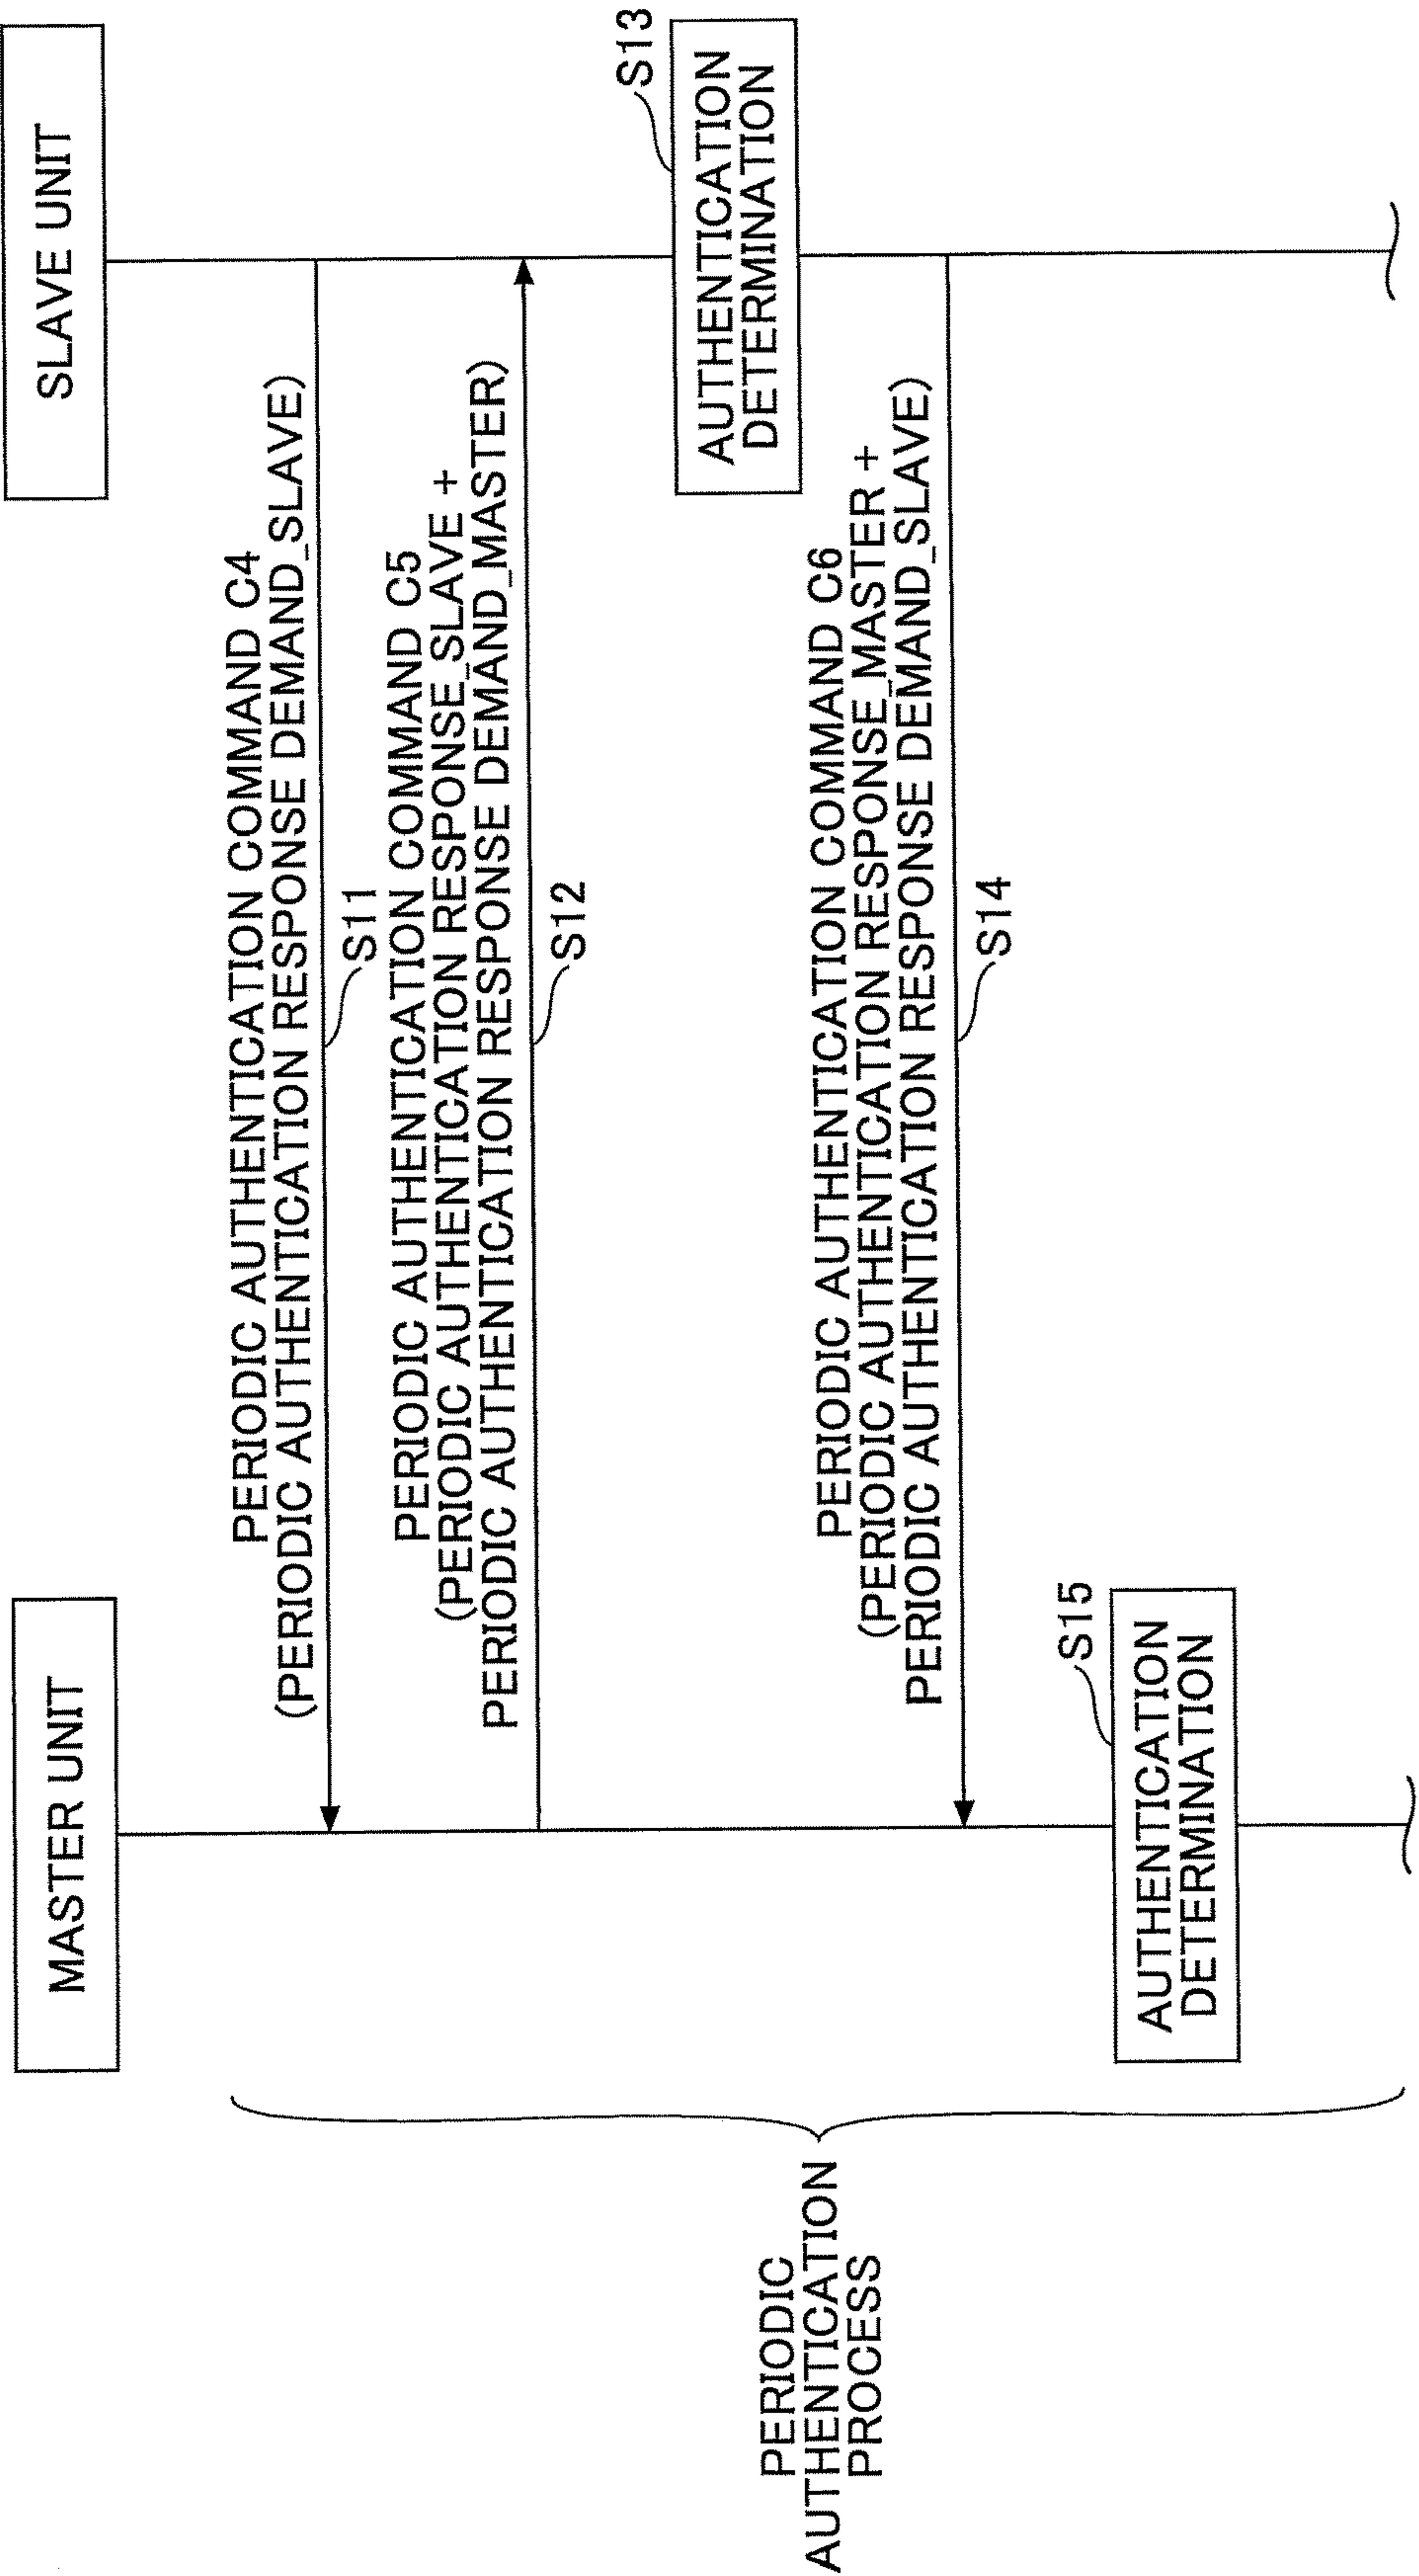 MASTER UNIT
SLAVE UNIT
PERIODIC AUTHENTICATION COMMAND C4
(PERIODIC AUTHENTICATION RESPONSE DEMAND_SLAVE)
S11
PERIODIC AUTHENTICATION COMMAND C5
(PERIODIC AUTHENTICATION RESPONSE_SLAVE +
PERIODIC AUTHENTICATION RESPONSE DEMAND_MASTER)
S12
S13
AUTHENTICATION
DETERMINATION
PERIODIC AUTHENTICATION COMMAND C6
(PERIODIC AUTHENTICATION RESPONSE_MASTER +
PERIODIC AUTHENTICATION RESPONSE DEMAND_SLAVE)
S14
S15
AUTHENTICATION
DETERMINATION
PERIODIC
AUTHENTICATION
PROCESS